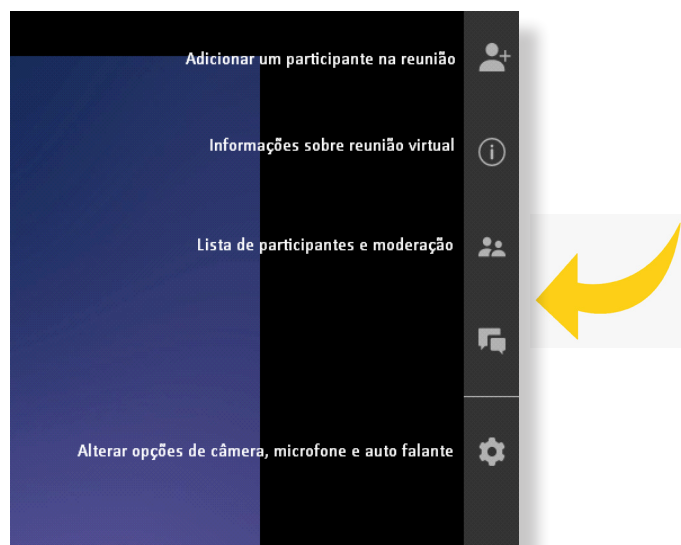 Adicionar um participante na reunião
Informações sobre reunião virtual
Lista de participantes e moderação
Alterar opções de câmera, microfone e auto falante